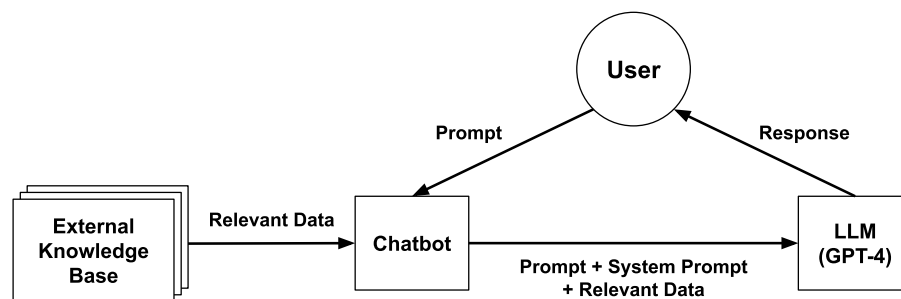 User
Prompt
Response
External
Knowledge
Base
Relevant Data
Chatbot
LLM
(GPT-4)
Prompt + System Prompt
+ Relevant Data